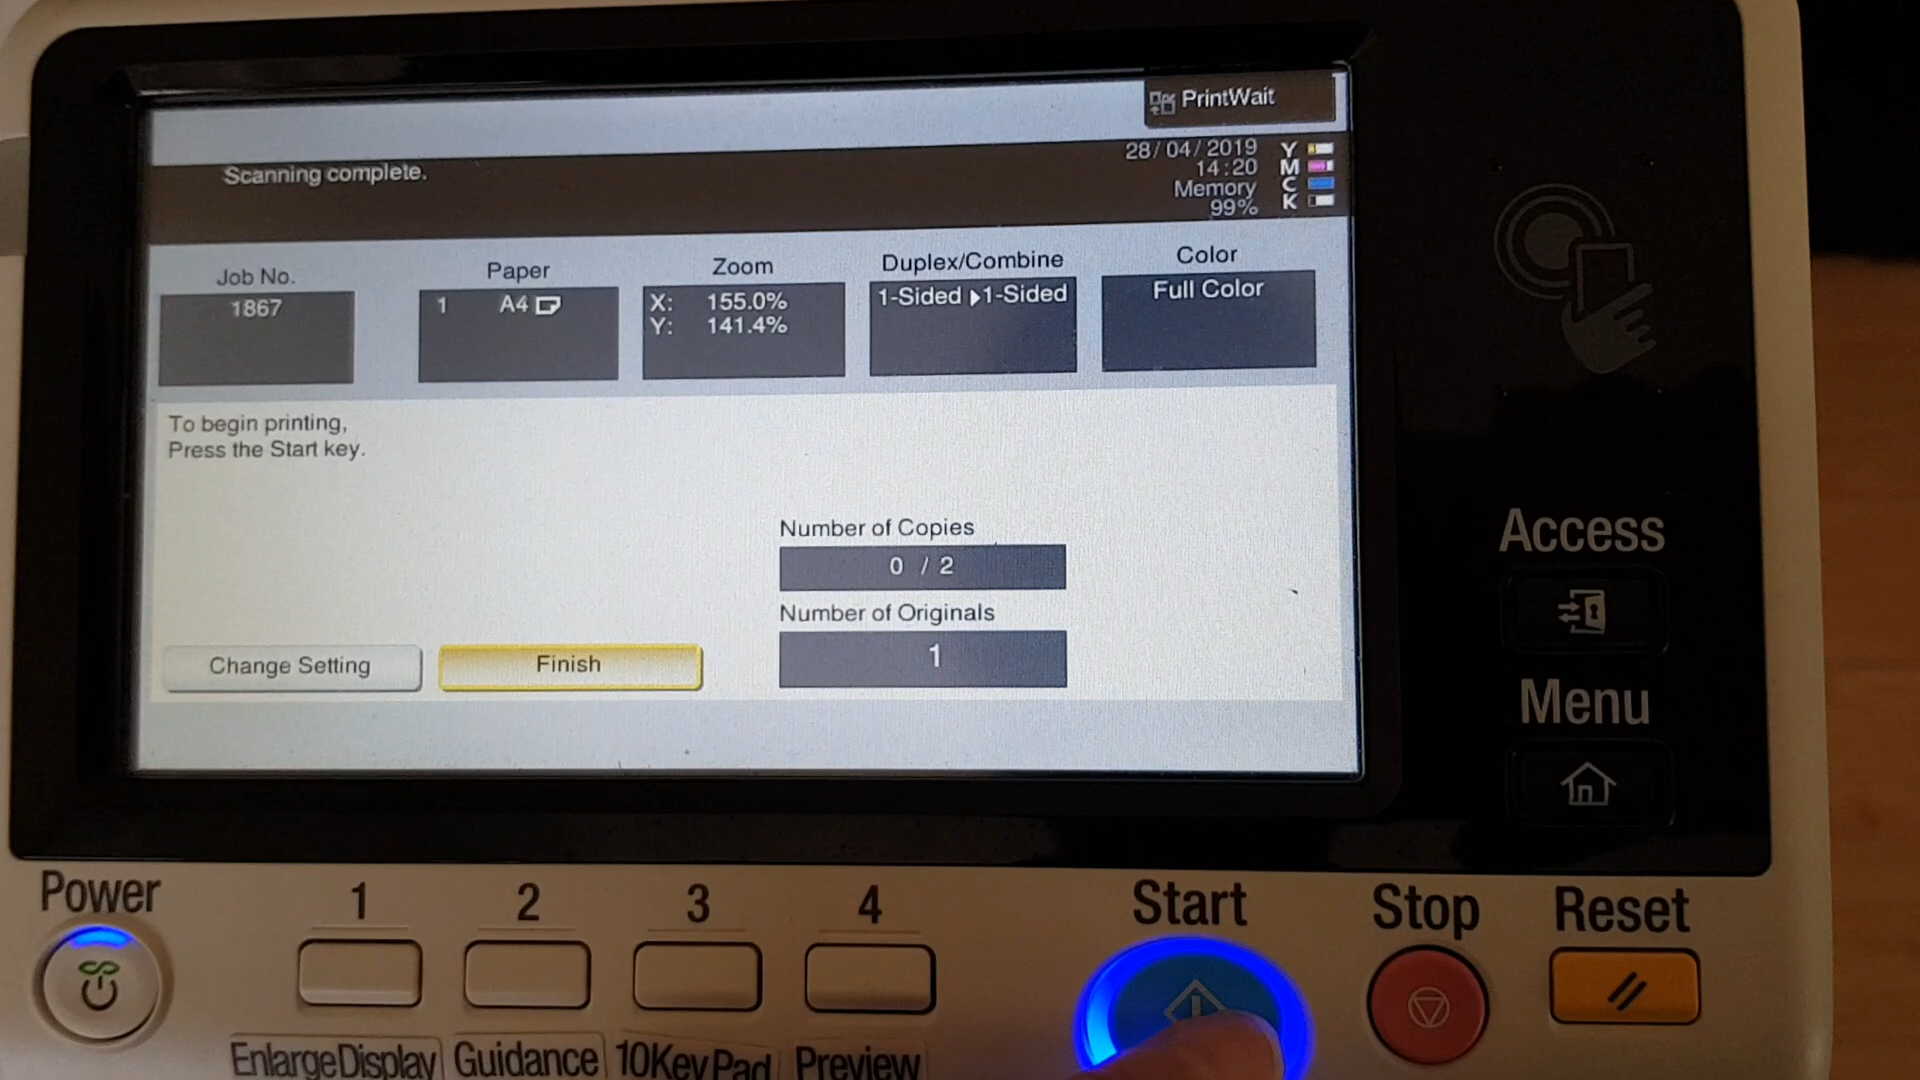 PrintWait
Scanning complete.
28/04/2019
14:20
Memory
99%
Y
M
C
K
Job No.
1867
Paper
1 A4
Zoom
X: 155.0%
Y: 141.4%
Duplex/Combine
1-Sided 1-Sided
Color
Full Color
To begin printing,
Press the Start key.
Number of Copies
0 / 2
Number of Originals
1
Change Setting
Finish
Access
Menu
Power
1
2
3
4
Start
Stop
Reset
EnlargeDisplay
Guidance
10KeyPad
Preview